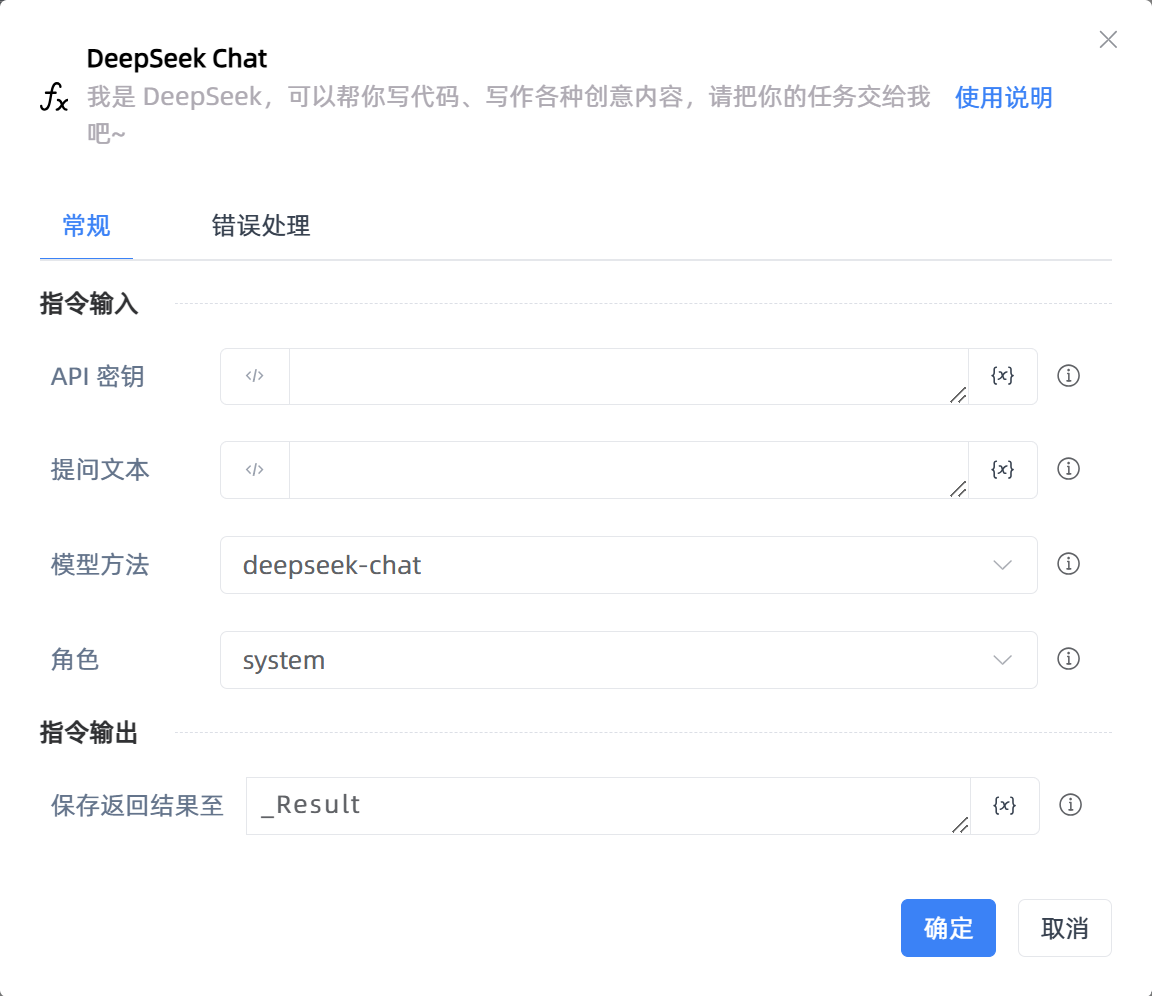 DeepSeek Chat
我是 DeepSeek，可以帮你写代码、写作各种创意内容，请把你的任务交给我
吧~
使用说明
常规
错误处理
指令输入
API 密钥
</>
{x}
提问文本
</>
{x}
模型方法
deepseek-chat
角色
system
指令输出
保存返回结果至
_Result
{x}
确定
取消